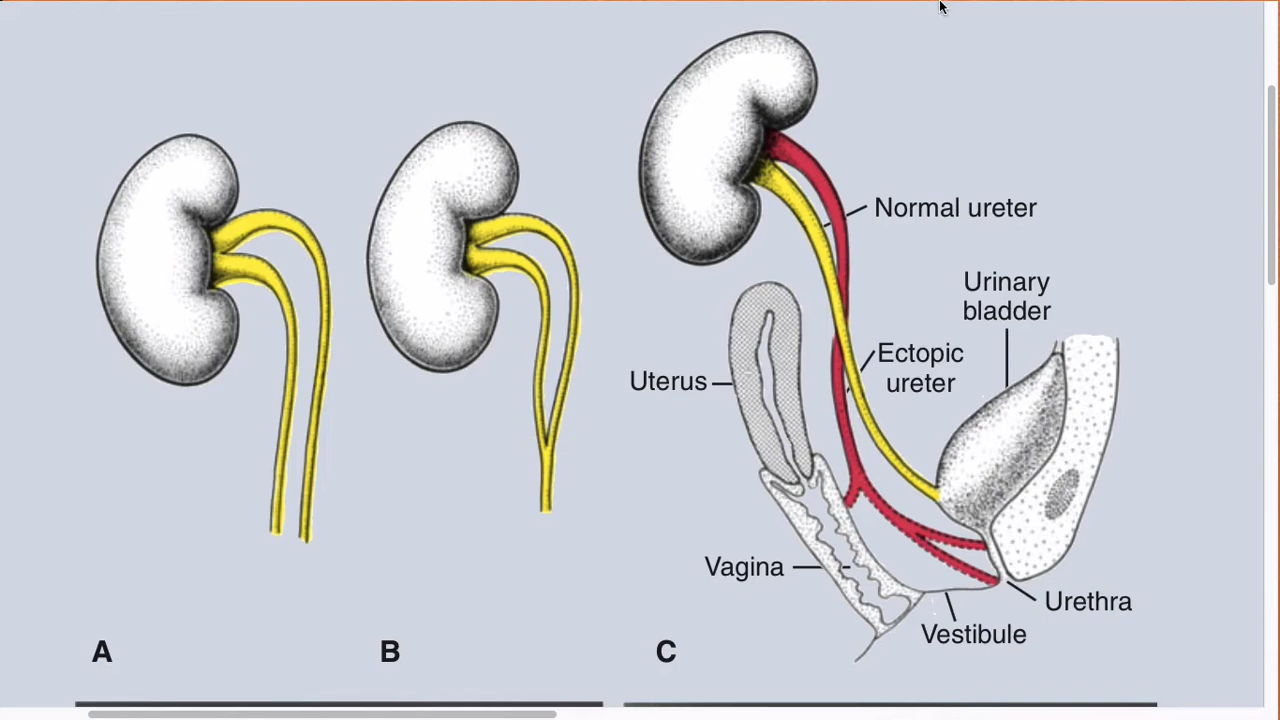 Normal ureter
Urinary
bladder
Ectopic
ureter
Uterus
Vagina
Urethra
Vestibule
A
B
C